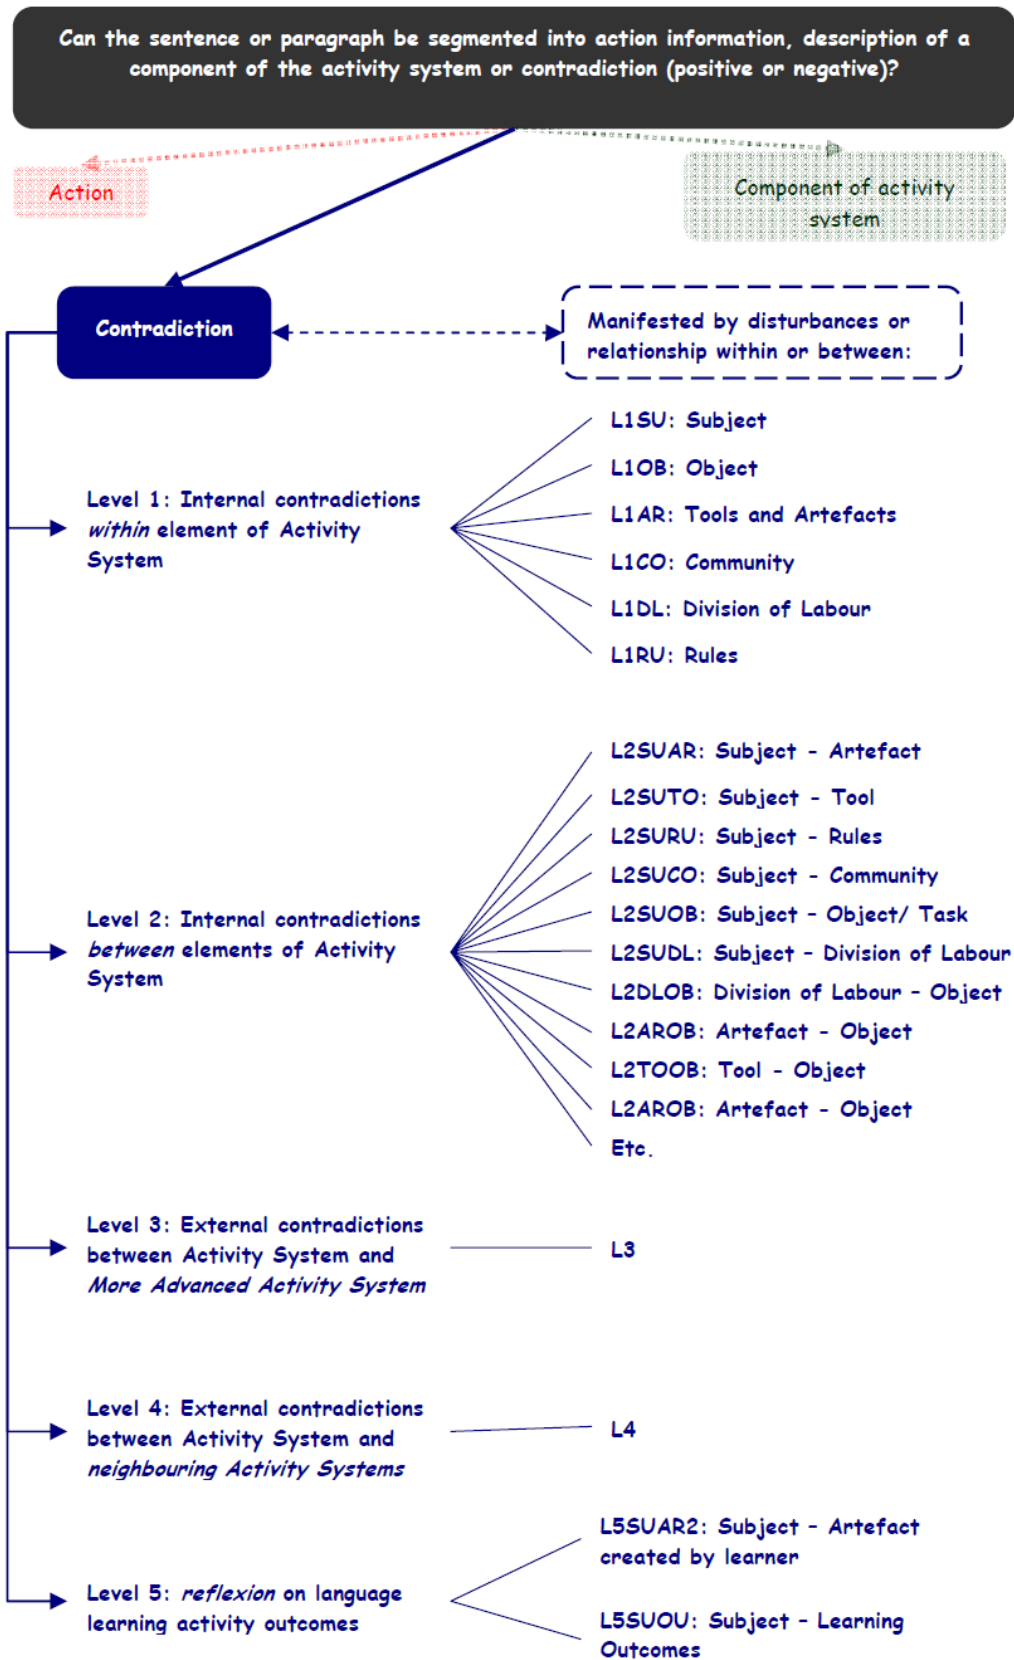 Can the sentence or paragraph be segmented into action information, description of a
component of the activity system or contradiction (positive or negative)?
Action
Component of activity
system
Contradiction
Manifested by disturbances or
relationship within or between:
Level 1: Internal contradictions
within element of Activity
System
L1SU: Subject
L1OB: Object
L1AR: Tools and Artefacts
L1CO: Community
L1DL: Division of Labour
L1RU: Rules
Level 2: Internal contradictions
between elements of Activity
System
L2SUAR: Subject - Artefact
L2SUTO: Subject - Tool
L2SURU: Subject - Rules
L2SUCO: Subject - Community
L2SUOB: Subject - Object/ Task
L2SUDL: Subject – Division of Labour
L2DLOB: Division of Labour – Object
L2AROB: Artefact - Object
L2TOOB: Tool - Object
L2AROB: Artefact - Object
Etc.
Level 3: External contradictions
between Activity System and
More Advanced Activity System
L3
Level 4: External contradictions
between Activity System and
neighbouring Activity Systems
L4
Level 5: reflexion on language
learning activity outcomes
L5SUAR2: Subject – Artefact
created by learner
L5SUOU: Subject – Learning
Outcomes